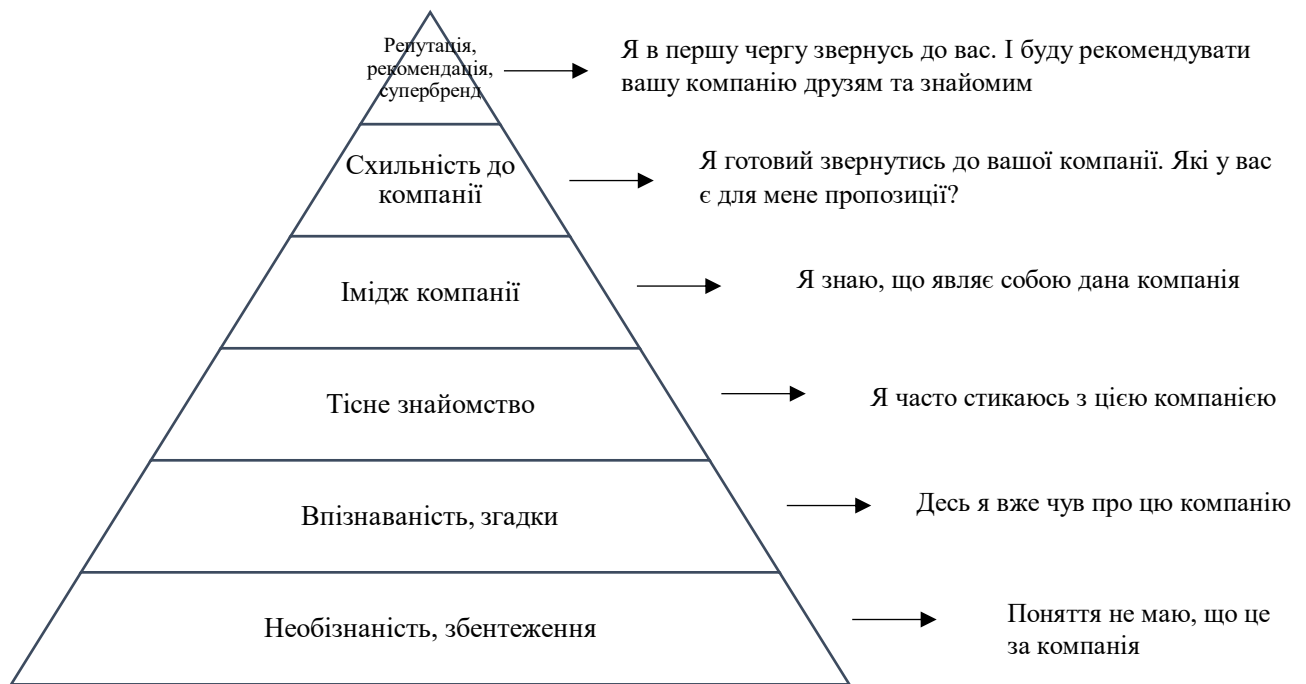 Репутація,
рекомендація,
супербренд
Я в першу чергу звернусь до вас. І буду рекомендувати
вашу компанію друзям та знайомим
Схильність до
компанії
Я готовий звернутись до вашої компанії. Які у вас
є для мене пропозиції?
Імідж компанії
Я знаю, що являє собою дана компанія
Тісне знайомство
Я часто стикаюсь з цією компанією
Впізнаваність, згадки
Десь я вже чув про цю компанію
Необізнаність, збентеження
Поняття не маю, що це
за компанія